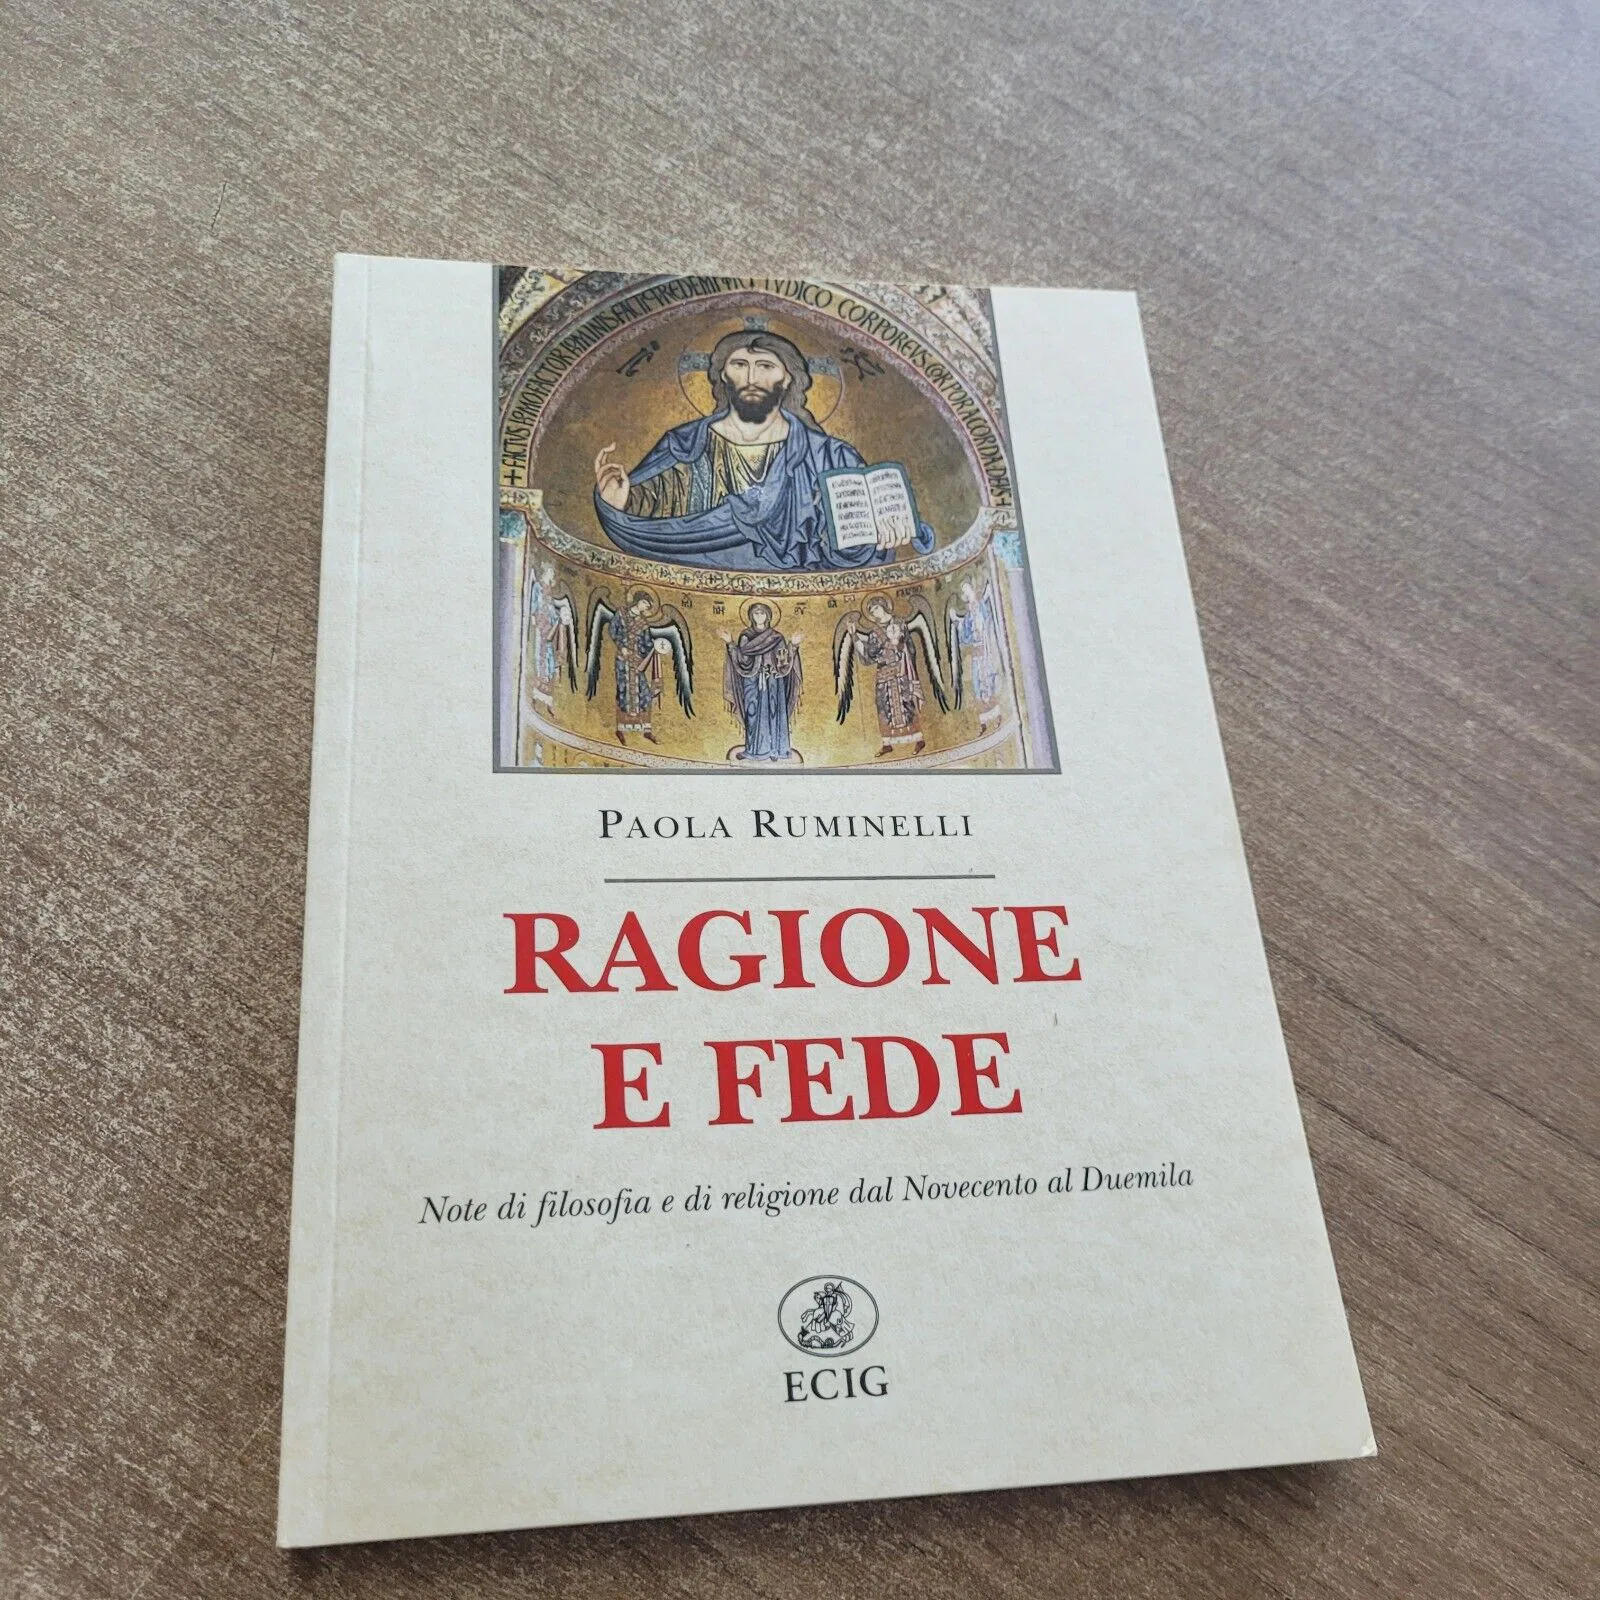 PAOLA RUMINELLI
RAGIONE
E FEDE
Note di filosofia e di religione dal Novecento al Duemila
ECIG